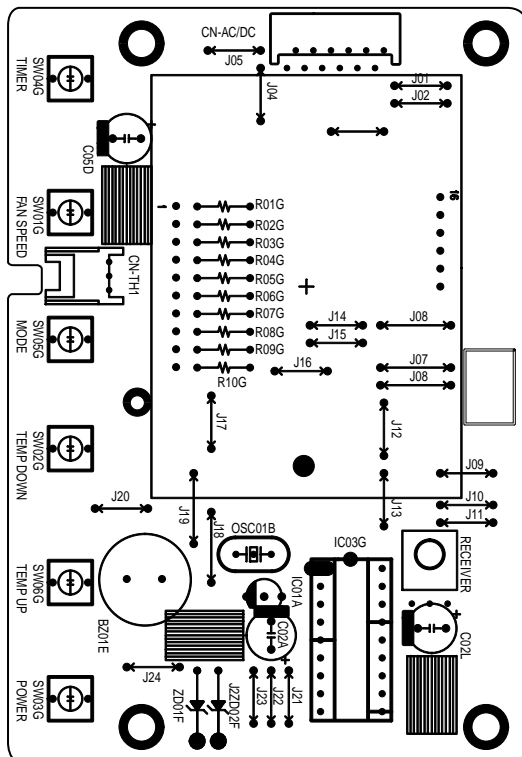 CN-AC/DC
J05
J04
J01
J02
SW04G
TIMER
+
C05D
SW01G
FAN SPEED
1
16
R01G
R02G
R03G
R04G
R05G
R06G
R07G
R08G
R09G
R10G
CN-TH1
SW05G
MODE
J14
J15
J16
J08
J07
J08
J17
J12
SW02G
TEMP DOWN
J20
J19
J18
J13
J09
J10
J11
OSC01B
IC03G
RECEIVER
SW06G
TEMP UP
BZ01E
IC01A
C02A
+
+
C02L
J24
SW03G
POWER
ZD01F
J2ZD02F
J23
J22
J21